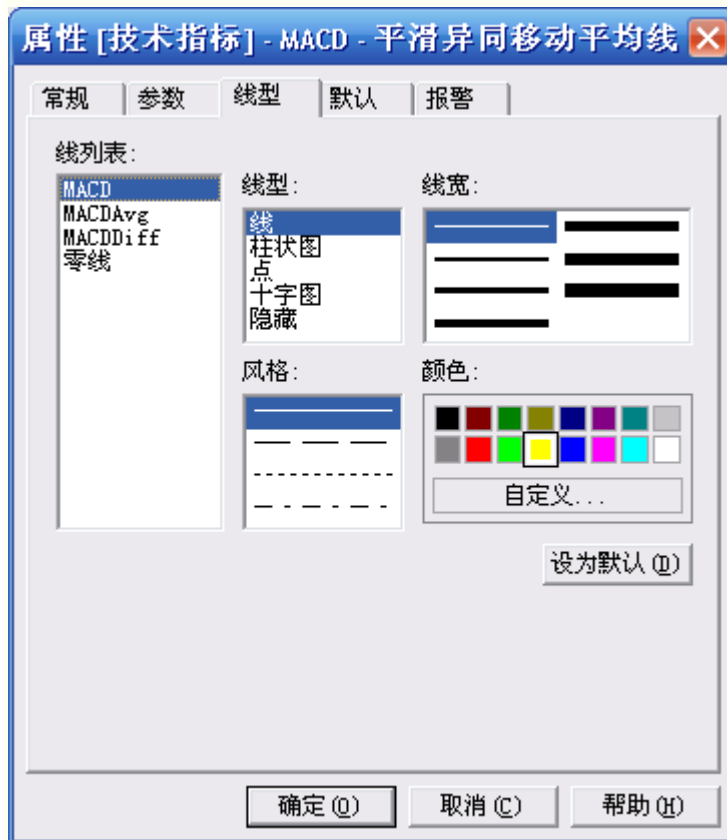 属性 [技术指标] - MACD - 平滑异同移动平均线
常规 参数 线型 默认 报警
线列表:
MACD
MACDAvg
MACDDiff
零线
线型:
线
柱状图
点
十字图
隐藏
线宽:
风格:
颜色:
自定义...
设为默认(D)
确定(O) 取消(C) 帮助(H)